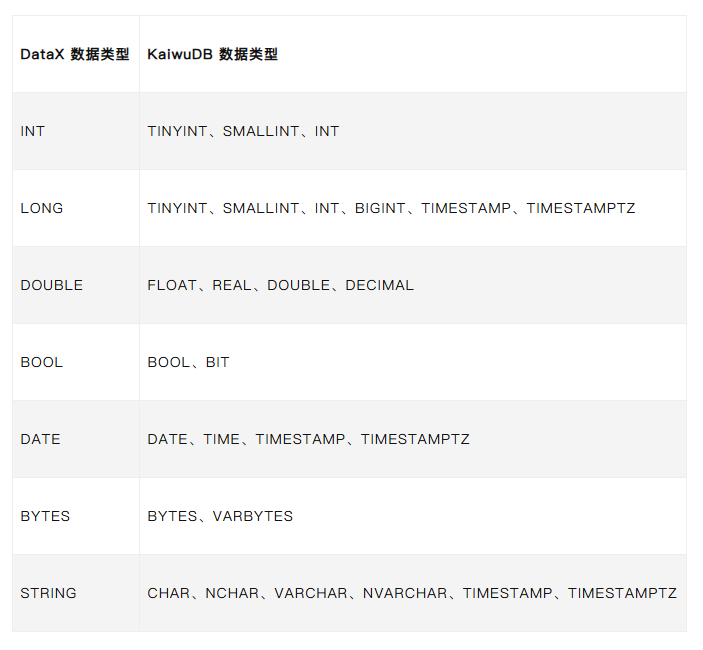 DataX 数据类型 KaiwuDB 数据类型
INT TINYINT、SMALLINT、INT
LONG TINYINT、SMALLINT、INT、BIGINT、TIMESTAMP、TIMESTAMPTZ
DOUBLE FLOAT、REAL、DOUBLE、DECIMAL
BOOL BOOL、BIT
DATE DATE、TIME、TIMESTAMP、TIMESTAMPTZ
BYTES BYTES、VARBYTES
STRING CHAR、NCHAR、VARCHAR、NVARCHAR、TIMESTAMP、TIMESTAMPTZ